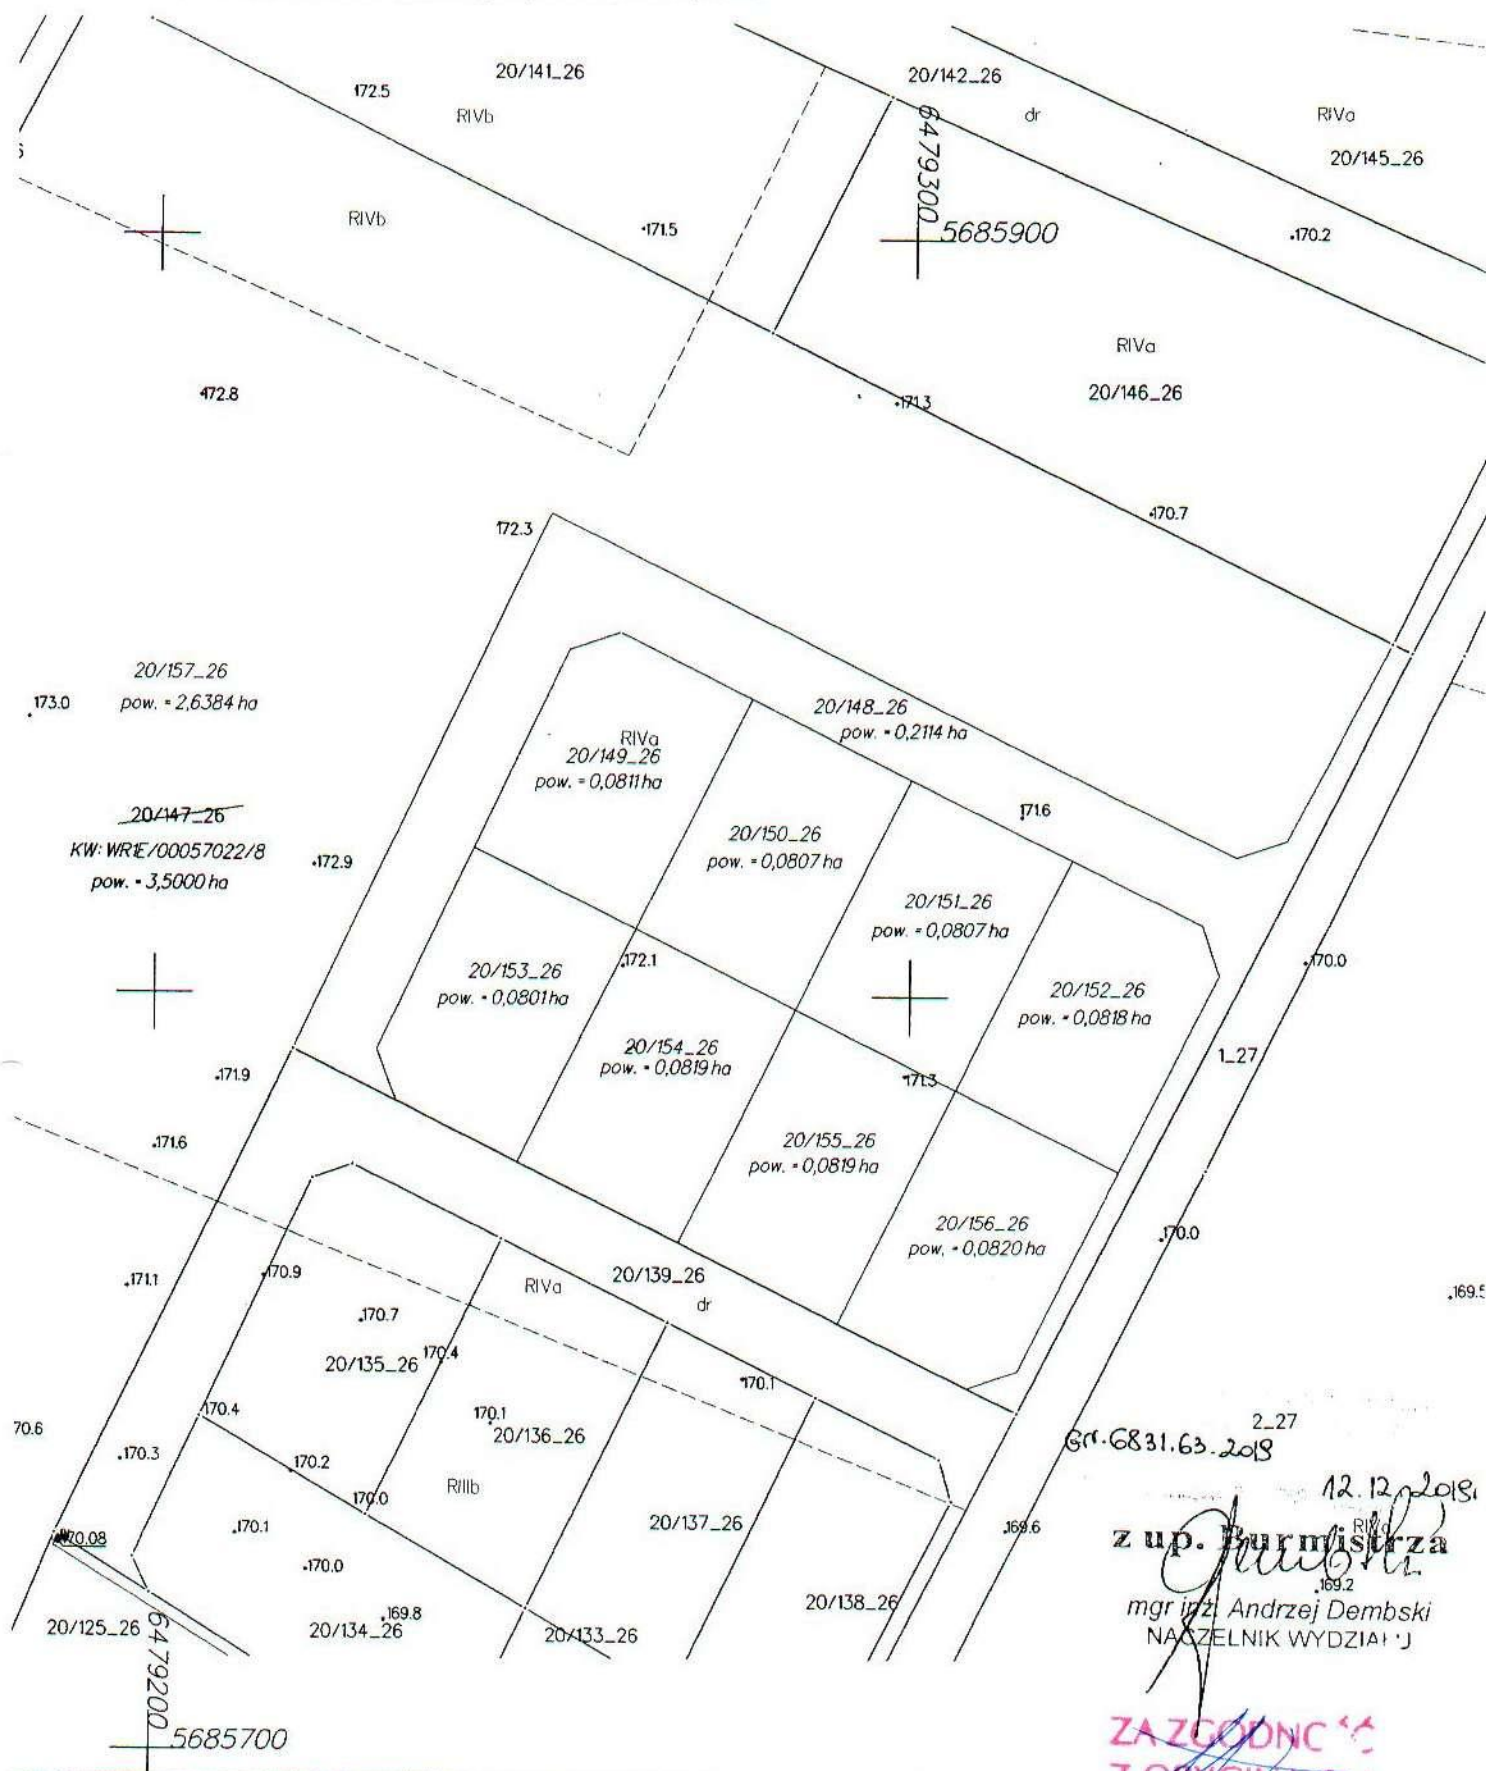 20/141_26
172.5
RIVb
20/142_26
dr
RIVa
20/145_26
6479300
5685900
RIVb
171.5
170.2
RIVa
20/146_26
172.8
171.3
170.7
172.3
20/157_26
pow. = 2,6384 ha
173.0
20/148_26
pow. = 0,2114 ha
RIVa
20/149_26
pow. = 0,0811 ha
20/147_26
KW: WR1E/00057022/8
pow. = 3,5000 ha
172.9
171.6
20/150_26
pow. = 0,0807 ha
20/151_26
pow. = 0,0807 ha
172.1
20/153_26
pow. = 0,0801 ha
20/152_26
pow. = 0,0818 ha
170.0
20/154_26
pow. = 0,0819 ha
171.3
1_27
171.9
171.6
20/155_26
pow. = 0,0819 ha
20/156_26
pow. = 0,0820 ha
170.0
171.1
170.9
RIVa
20/139_26
dr
170.7
20/135_26
170.4
170.1
169.5
70.6
170.4
170.1
20/136_26
2_27
GN.6831.63.2019
170.3
170.2
RIIIb
170.0
12.12.2019
170.1
20/137_26
169.6
z up. Burmistrza
170.08
170.0
169.2
20/125_26
169.8
20/134_26
20/133_26
20/138_26
mgr inż. Andrzej Dembski
NACZELNIK WYDZIAŁU
6479200
5685700
ZA ZGODNO